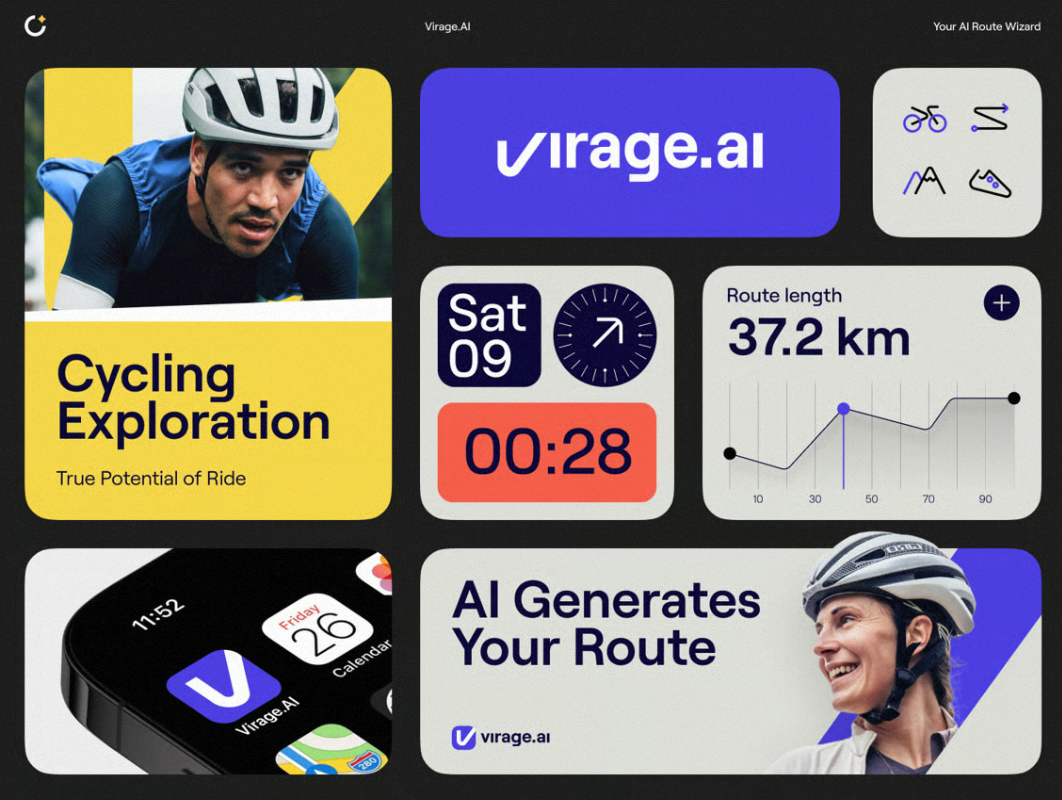 Virage.AI
Your AI Route Wizard
virage.ai
Cycling
Exploration
True Potential of Ride
Sat
09
00:28
Route length
37.2 km
10 30 50 70 90
11:52
Friday
26
Calendar
Virage.AI
280
AI Generates
Your Route
virage.ai